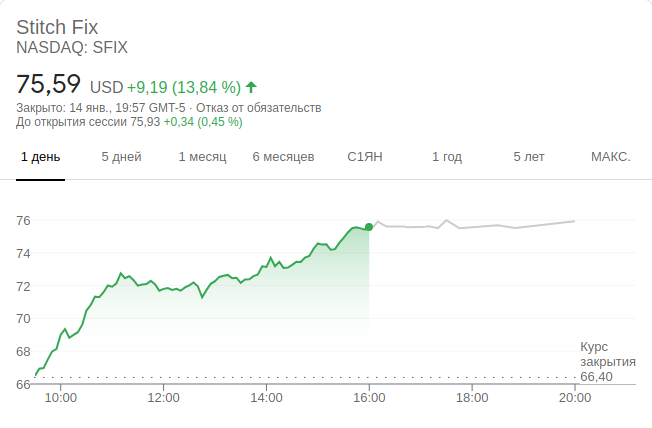 Stitch Fix
NASDAQ: SFIX
75,59 USD +9,19 (13,84 %)
Закрыто: 14 янв., 19:57 GMT-5 · Отказ от обязательств
До открытия сессии 75,93 +0,34 (0,45 %)
1 день 5 дней 1 месяц 6 месяцев С1ЯН 1 год 5 лет МАКС.
76
74
72
70
68
66
Курс
закрытия
66,40
10:00 12:00 14:00 16:00 18:00 20:00